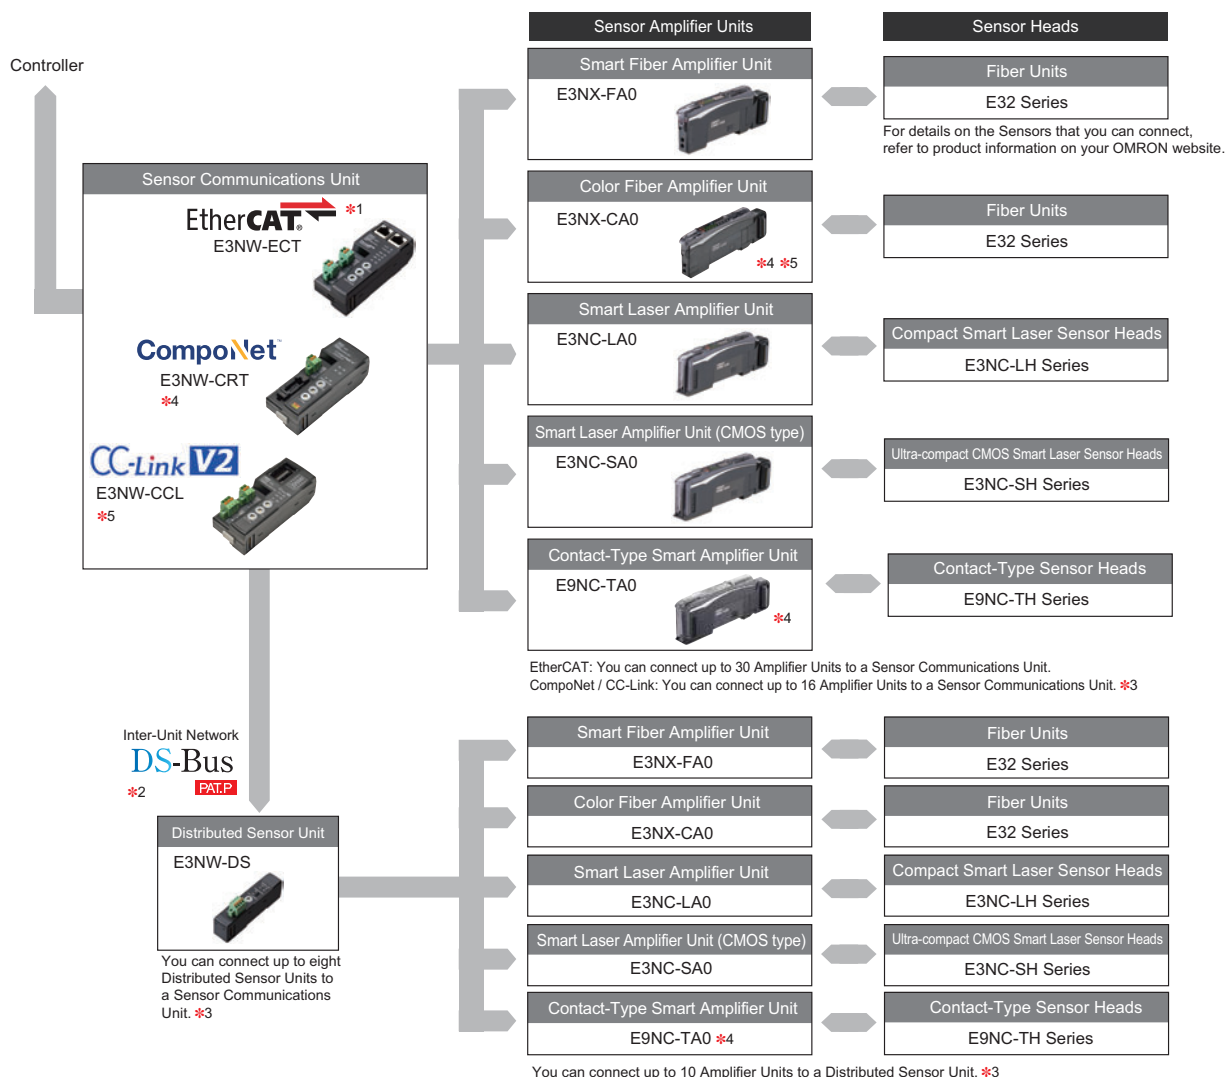 Sensor Amplifier Units
Sensor Heads
Controller
Sensor Communications Unit
EtherCAT® *1
E3NW-ECT
CompoNet™
E3NW-CRT
*4
CC-Link V2
E3NW-CCL
*5
Smart Fiber Amplifier Unit
E3NX-FA0
Fiber Units
E32 Series
For details on the Sensors that you can connect,
refer to product information on your OMRON website.
Color Fiber Amplifier Unit
E3NX-CA0
*4 *5
Fiber Units
E32 Series
Smart Laser Amplifier Unit
E3NC-LA0
Compact Smart Laser Sensor Heads
E3NC-LH Series
Smart Laser Amplifier Unit (CMOS type)
E3NC-SA0
Ultra-compact CMOS Smart Laser Sensor Heads
E3NC-SH Series
Contact-Type Smart Amplifier Unit
E9NC-TA0
*4
Contact-Type Sensor Heads
E9NC-TH Series
EtherCAT: You can connect up to 30 Amplifier Units to a Sensor Communications Unit.
CompoNet / CC-Link: You can connect up to 16 Amplifier Units to a Sensor Communications Unit. *3
Inter-Unit Network
DS-Bus
*2 PAT.P
Distributed Sensor Unit
E3NW-DS
You can connect up to eight
Distributed Sensor Units to
a Sensor Communications
Unit. *3
Smart Fiber Amplifier Unit
E3NX-FA0
Fiber Units
E32 Series
Color Fiber Amplifier Unit
E3NX-CA0
Fiber Units
E32 Series
Smart Laser Amplifier Unit
E3NC-LA0
Compact Smart Laser Sensor Heads
E3NC-LH Series
Smart Laser Amplifier Unit (CMOS type)
E3NC-SA0
Ultra-compact CMOS Smart Laser Sensor Heads
E3NC-SH Series
Contact-Type Smart Amplifier Unit
E9NC-TA0 *4
Contact-Type Sensor Heads
E9NC-TH Series
You can connect up to 10 Amplifier Units to a Distributed Sensor Unit. *3